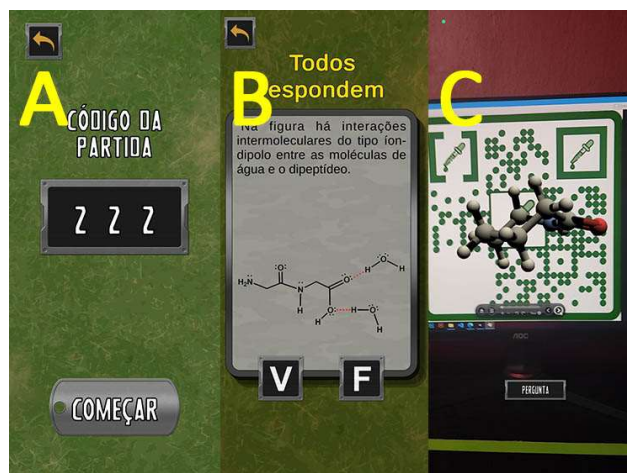 A
CÓDIGO DA
PARTIDA
2 2 2
COMEÇAR
B
Todos
espondem
Na figura há interações
intermoleculares do tipo íon-
dipolo entre as moléculas de
água e o dipeptídeo.
H₂N
O
N
H
O
H
O
H
O
H
H
O
H
V
F
C
AOC
PERGUNTA